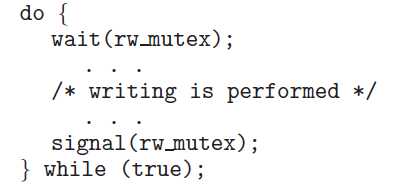 do {
wait(rw_mutex);
. . .
/* writing is performed */
. . .
signal(rw_mutex);
} while (true);